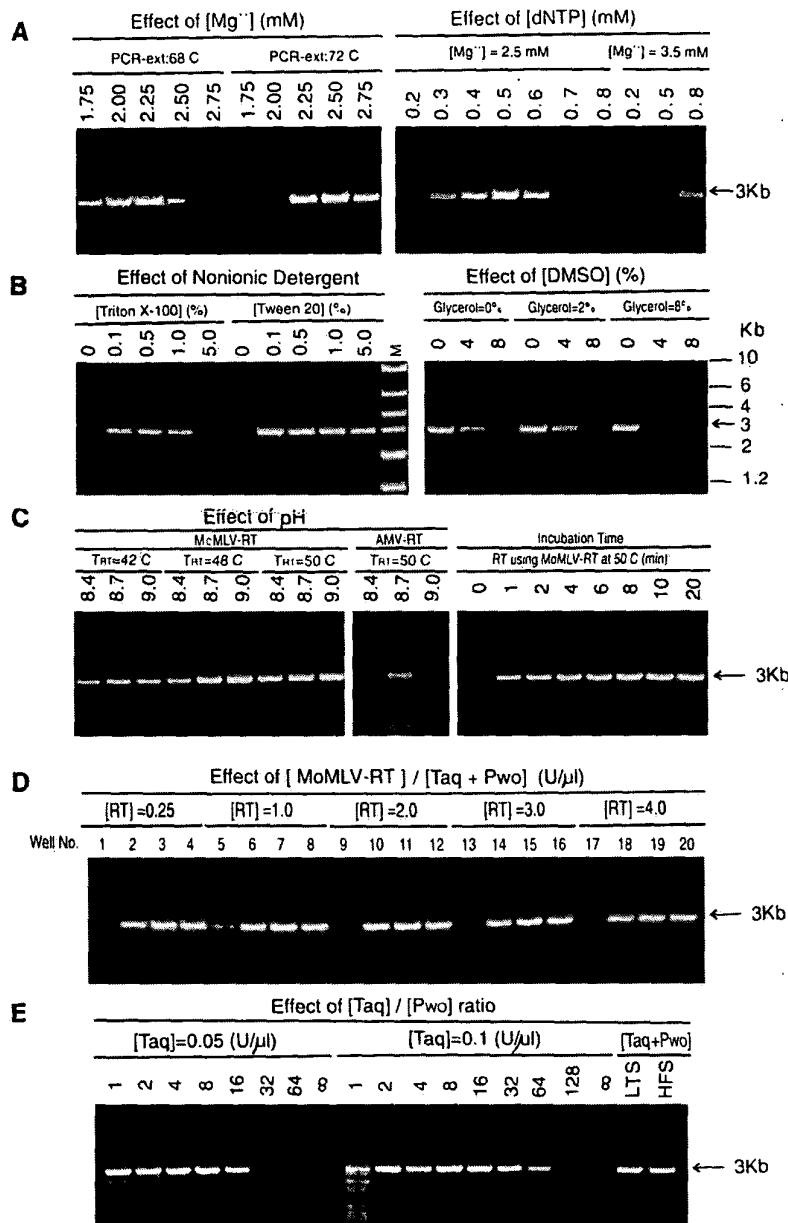 A
Effect of [Mg¨] (mM)
Effect of [dNTP] (mM)
PCR-ext:68 C
PCR-ext:72 C
[Mg¨] = 2.5 mM
[Mg¨] = 3.5 mM
1.75 2.00 2.25 2.50 2.75 1.75 2.00 2.25 2.50 2.75
0.2 0.3 0.4 0.5 0.6 0.7 0.8 0.2 0.5 0.8
←3Kb
B
Effect of Nonionic Detergent
Effect of [DMSO] (%)
[Triton X-100] (%)
[Tween 20] (%)
Glycerol=0%
Glycerol=2%
Glycerol=8%
0 0.1 0.5 1.0 5.0 0 0.1 0.5 1.0 5.0 M
0 4 8 0 4 8 0 4 8
Kb
10
6
4
← 3
2
1.2
C
Effect of pH
McMLV-RT
AMV-RT
Incubation Time
TRT=42 C
TRT=48 C
TRT=50 C
TRT=50 C
RT using MoMLV-RT at 50 C (min)
8.4 8.7 9.0 8.4 8.7 9.0 8.4 8.7 9.0
8.4 8.7 9.0
0 1 2 4 6 8 10 20
← 3Kb
D
Effect of [ MoMLV-RT ] / [Taq + Pwo] (U/µl)
[RT] =0.25
[RT] =1.0
[RT] =2.0
[RT] =3.0
[RT] =4.0
Well No. 1 2 3 4 5 6 7 8 9 10 11 12 13 14 15 16 17 18 19 20
→ 3Kb
E
Effect of [Taq] / [Pwo] ratio
[Taq]=0.05 (U/µl)
[Taq]=0.1 (U/µl)
[Taq+Pwo]
1 2 4 8 16 32 64 ∞
1 2 4 8 16 32 64 128 ∞
LTS HFS
← 3Kb